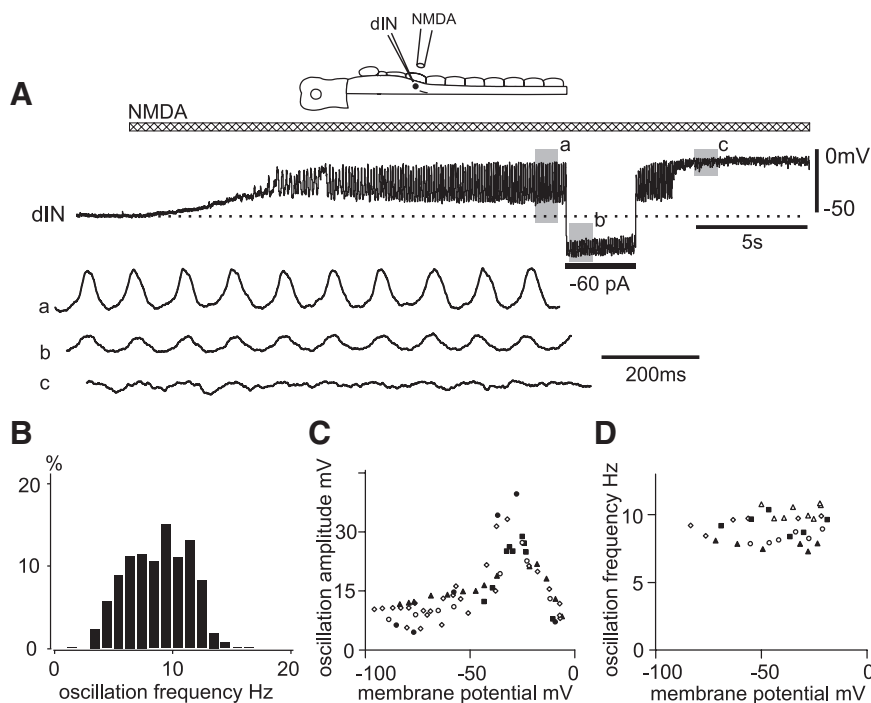 dIN NMDA
A
NMDA
a
c
0mV
dIN
-50
b
5s
-60 pA
a
b
200ms
c
B
C
D
%
20
10
0
0 10 20
oscillation frequency Hz
oscillation amplitude mV
30
15
0
-100 -50 0
membrane potential mV
oscillation frequency Hz
10
5
0
-100 -50 0
membrane potential mV